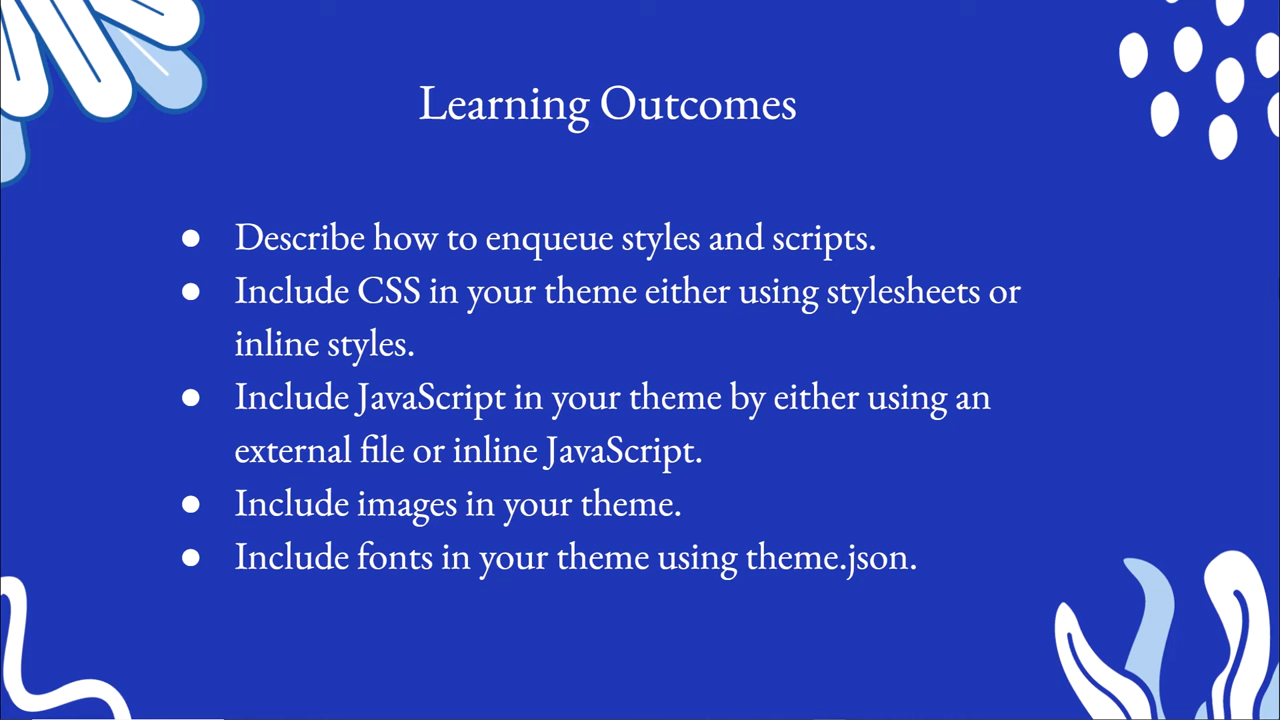 Learning Outcomes
● Describe how to enqueue styles and scripts.
● Include CSS in your theme either using stylesheets or
inline styles.
● Include JavaScript in your theme by either using an
external file or inline JavaScript.
● Include images in your theme.
● Include fonts in your theme using theme.json.